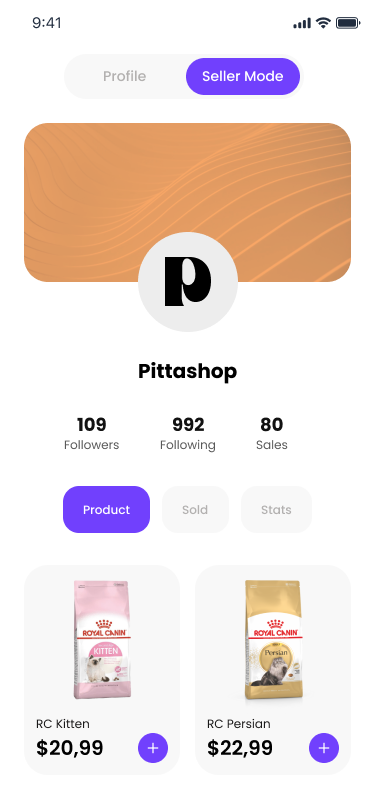 9:41
Profile Seller Mode
p
Pittashop
109 992 80
Followers Following Sales
Product Sold Stats
ROYAL CANIN
KITTEN
ROYAL CANIN
Persian
RC Kitten RC Persian
$20,99 + $22,99 +